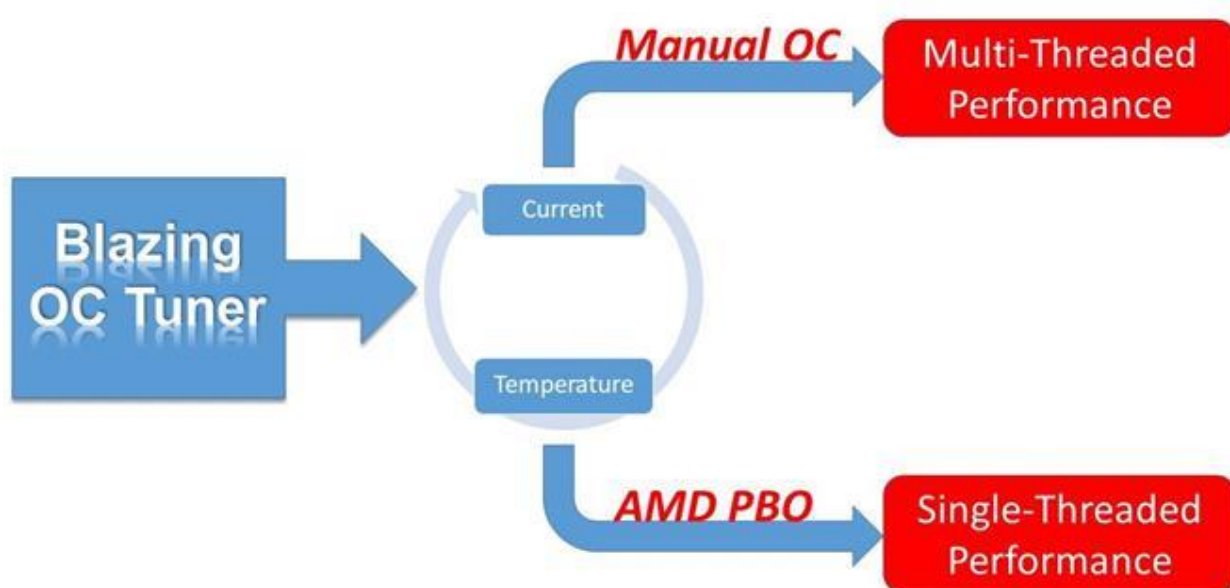 Manual OC
Multi-Threaded
Performance
Blazing
OC Tuner
Current
Temperature
AMD PBO
Single-Threaded
Performance